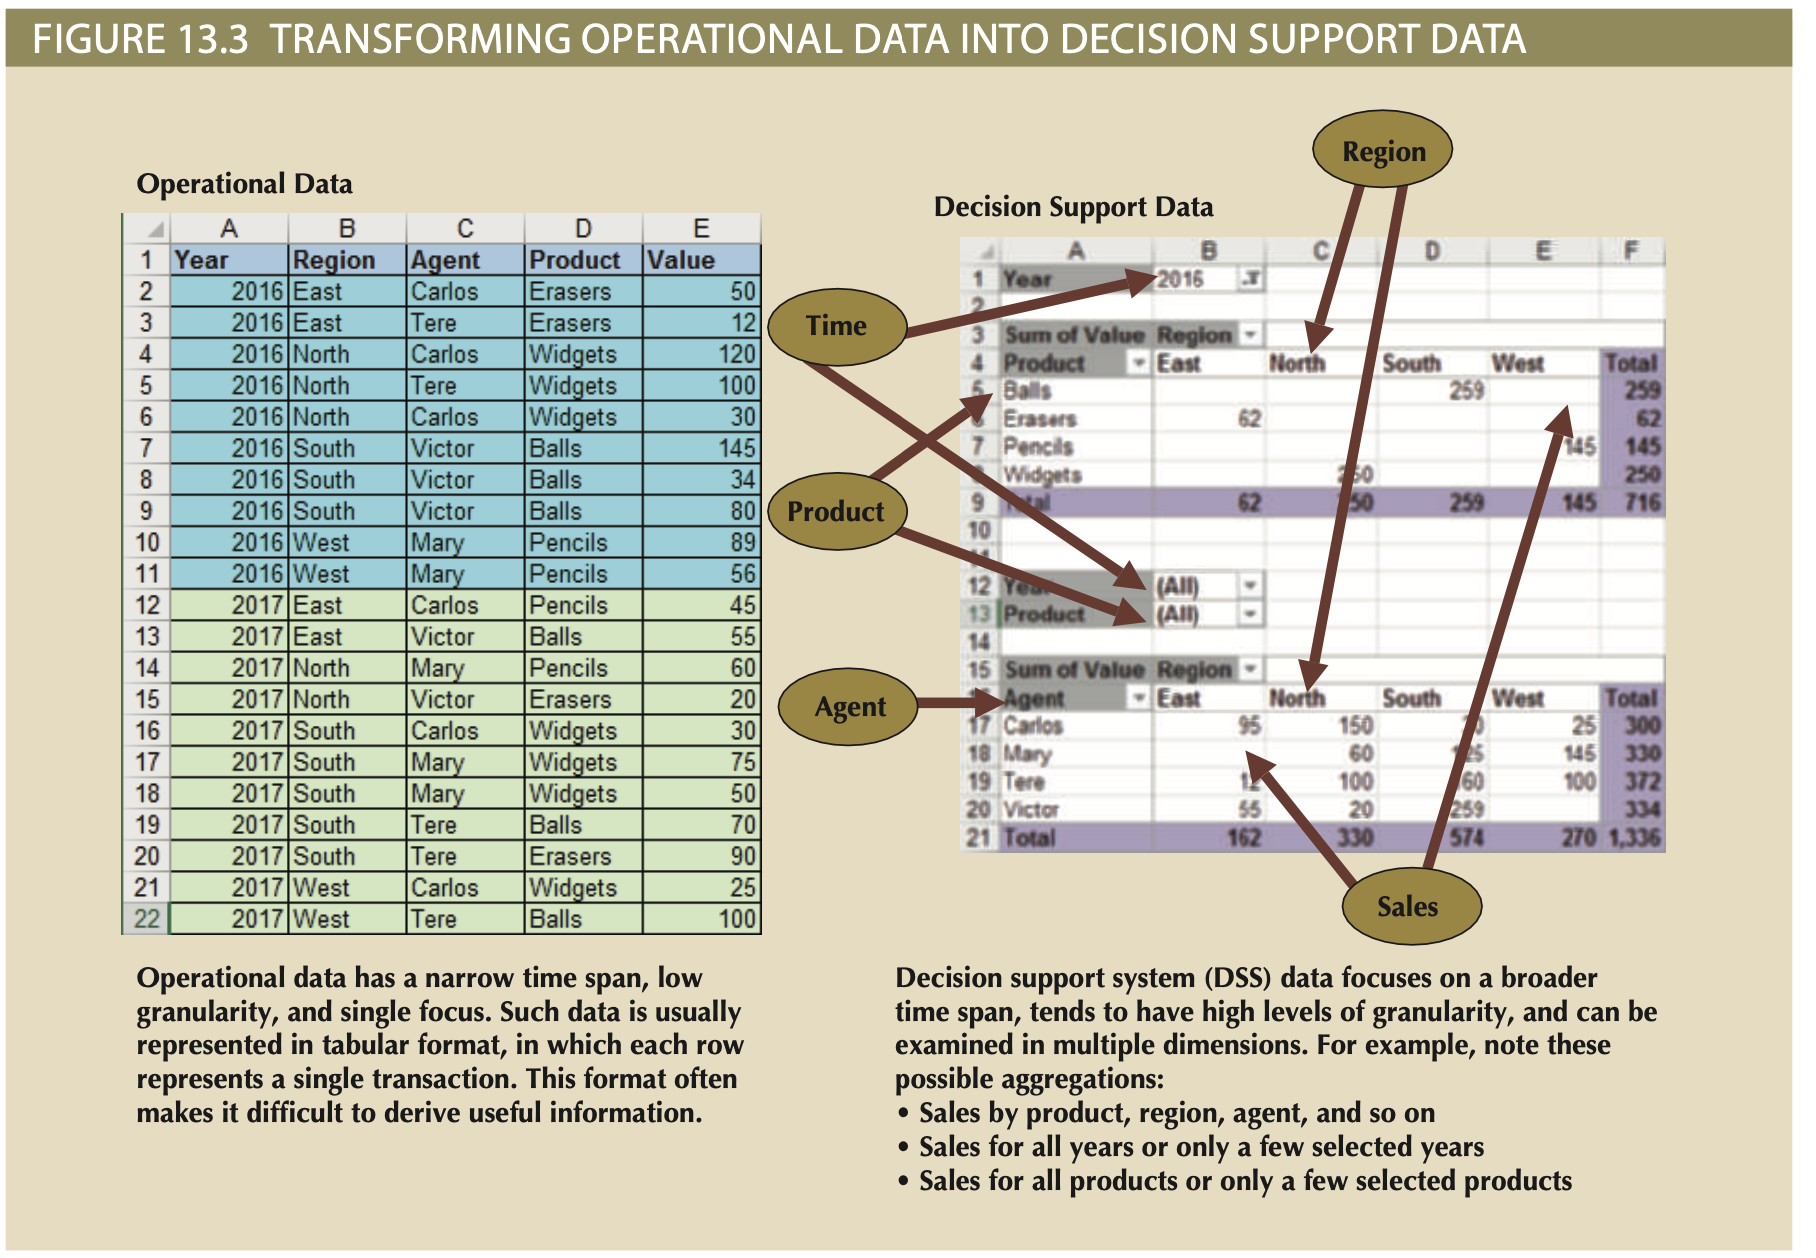 FIGURE 13.3 TRANSFORMING OPERATIONAL DATA INTO DECISION SUPPORT DATA
Operational Data
A B C D E
1 Year Region Agent Product Value
2 2016 East Carlos Erasers 50
3 2016 East Tere Erasers 12
4 2016 North Carlos Widgets 120
5 2016 North Tere Widgets 100
6 2016 North Carlos Widgets 30
7 2016 South Victor Balls 145
8 2016 South Victor Balls 34
9 2016 South Victor Balls 80
10 2016 West Mary Pencils 89
11 2016 West Mary Pencils 56
12 2017 East Carlos Pencils 45
13 2017 East Victor Balls 55
14 2017 North Mary Pencils 60
15 2017 North Victor Erasers 20
16 2017 South Carlos Widgets 30
17 2017 South Mary Widgets 75
18 2017 South Mary Widgets 50
19 2017 South Tere Balls 70
20 2017 South Tere Erasers 90
21 2017 West Carlos Widgets 25
22 2017 West Tere Balls 100
Operational data has a narrow time span, low
granularity, and single focus. Such data is usually
represented in tabular format, in which each row
represents a single transaction. This format often
makes it difficult to derive useful information.
Time
Product
Agent
Region
Sales
Decision Support Data
A B C D E F
1 Year 2016
2
3 Sum of Value Region
4 Product East North South West Total
5 Balls 259 259
6 Erasers 62 62
7 Pencils 145 145
8 Widgets 250 250
9 Total 62 250 259 145 716
10
11
12 Year (All)
13 Product (All)
14
15 Sum of Value Region
16 Agent East North South West Total
17 Carlos 95 150 25 300
18 Mary 60 145 330
19 Tere 12 100 100 372
20 Victor 55 20 259 334
21 Total 162 330 574 270 1,336
Decision support system (DSS) data focuses on a broader
time span, tends to have high levels of granularity, and can be
examined in multiple dimensions. For example, note these
possible aggregations:
• Sales by product, region, agent, and so on
• Sales for all years or only a few selected years
• Sales for all products or only a few selected products